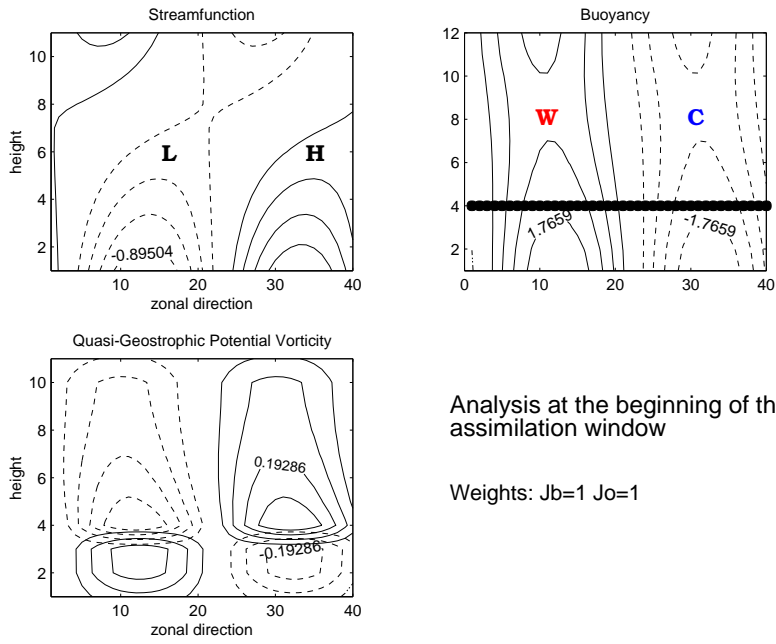 Streamfunction
10
8
6
4
2
height
L
H
-0.89504
10
20
30
40
zonal direction
Buoyancy
12
10
8
6
4
2
W
C
1.7659
-1.7659
0
10
20
30
40
Quasi-Geostrophic Potential Vorticity
10
8
6
4
2
height
0.19286
-0.19286
10
20
30
40
zonal direction
Analysis at the beginning of th
assimilation window
Weights: Jb=1 Jo=1